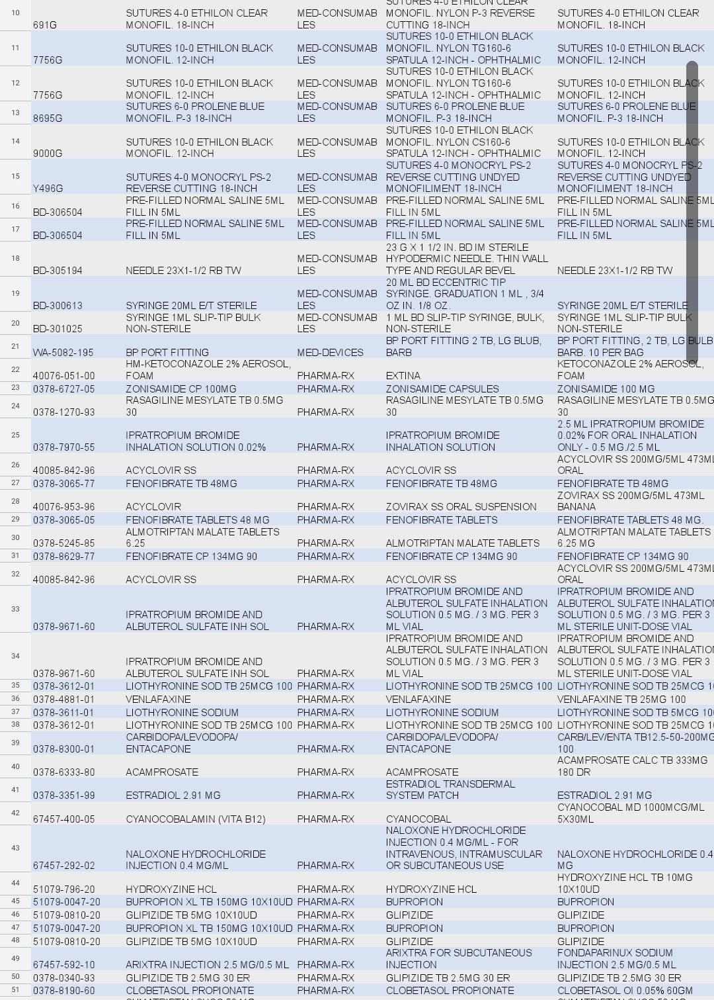 SUTURES 4-0 ETHILON CLEAR
10 SUTURES 4-0 ETHILON CLEAR MED-CONSUMAB MONOFIL. NYLON P-3 REVERSE SUTURES 4-0 ETHILON CLEAR
691G MONOFIL. 18-INCH LES CUTTING 18-INCH MONOFIL. 18-INCH
SUTURES 10-0 ETHILON BLACK
11 SUTURES 10-0 ETHILON BLACK MED-CONSUMAB MONOFIL. NYLON TG160-6 SUTURES 10-0 ETHILON BLACK
7756G MONOFIL. 12-INCH LES SPATULA 12-INCH - OPHTHALMIC MONOFIL. 12-INCH
SUTURES 10-0 ETHILON BLACK
12 SUTURES 10-0 ETHILON BLACK MED-CONSUMAB MONOFIL. NYLON TG160-6 SUTURES 10-0 ETHILON BLACK
7756G MONOFIL. 12-INCH LES SPATULA 12-INCH - OPHTHALMIC MONOFIL. 12-INCH
13 SUTURES 6-0 PROLENE BLUE MED-CONSUMAB SUTURES 6-0 PROLENE BLUE SUTURES 6-0 PROLENE BLUE
8695G MONOFIL. P-3 18-INCH LES MONOFIL. P-3 18-INCH MONOFIL. P-3 18-INCH
SUTURES 10-0 ETHILON BLACK
14 SUTURES 10-0 ETHILON BLACK MED-CONSUMAB MONOFIL. NYLON CS160-6 SUTURES 10-0 ETHILON BLACK
9000G MONOFIL. 12-INCH LES SPATULA 12-INCH - OPHTHALMIC MONOFIL. 12-INCH
SUTURES 4-0 MONOCRYL PS-2 SUTURES 4-0 MONOCRYL PS-2
15 SUTURES 4-0 MONOCRYL PS-2 MED-CONSUMAB REVERSE CUTTING UNDYED REVERSE CUTTING UNDYED
Y496G REVERSE CUTTING 18-INCH LES MONOFILIMENT 18-INCH MONOFILIMENT 18-INCH
16 PRE-FILLED NORMAL SALINE 5ML MED-CONSUMAB PRE-FILLED NORMAL SALINE 5ML PRE-FILLED NORMAL SALINE 5ML
BD-306504 FILL IN 5ML LES FILL IN 5ML FILL IN 5ML
17 PRE-FILLED NORMAL SALINE 5ML MED-CONSUMAB PRE-FILLED NORMAL SALINE 5ML PRE-FILLED NORMAL SALINE 5ML
BD-306504 FILL IN 5ML LES FILL IN 5ML FILL IN 5ML
23 G X 1 1/2 IN. BD IM STERILE
18 MED-CONSUMAB HYPODERMIC NEEDLE. THIN WALL
BD-305194 NEEDLE 23X1-1/2 RB TW LES TYPE AND REGULAR BEVEL NEEDLE 23X1-1/2 RB TW
20 ML BD ECCENTRIC TIP
19 MED-CONSUMAB SYRINGE. GRADUATION 1 ML , 3/4
BD-300613 SYRINGE 20ML E/T STERILE LES OZ IN. 1/8 OZ. SYRINGE 20ML E/T STERILE
20 SYRINGE 1ML SLIP-TIP BULK MED-CONSUMAB 1 ML BD SLIP-TIP SYRINGE, BULK, SYRINGE 1ML SLIP-TIP BULK
BD-301025 NON-STERILE LES NON-STERILE NON-STERILE
21 BP PORT FITTING 2 TB, LG BLUB, BP PORT FITTING, 2 TB, LG BULB
WA-5082-195 BP PORT FITTING MED-DEVICES BARB BARB. 10 PER BAG
22 HM-KETOCONAZOLE 2% AEROSOL, KETOCONAZOLE 2% AEROSOL,
40076-051-00 FOAM PHARMA-RX EXTINA FOAM
23 0378-6727-05 ZONISAMIDE CP 100MG PHARMA-RX ZONISAMIDE CAPSULES ZONISAMIDE 100 MG
24 RASAGILINE MESYLATE TB 0.5MG RASAGILINE MESYLATE TB 0.5MG RASAGILINE MESYLATE TB 0.5MG
0378-1270-93 30 PHARMA-RX 30 30
2.5 ML IPRATROPIUM BROMIDE
25 IPRATROPIUM BROMIDE IPRATROPIUM BROMIDE 0.02% FOR ORAL INHALATION
0378-7970-55 INHALATION SOLUTION 0.02% PHARMA-RX INHALATION SOLUTION ONLY - 0.5 MG./2.5 ML
26 ACYCLOVIR SS 200MG/5ML 473ML
40085-842-96 ACYCLOVIR SS PHARMA-RX ACYCLOVIR SS ORAL
27 0378-3065-77 FENOFIBRATE TB 48MG PHARMA-RX FENOFIBRATE TB 48MG FENOFIBRATE TB 48MG
28 ZOVIRAX SS 200MG/5ML 473ML
40076-953-96 ACYCLOVIR PHARMA-RX ZOVIRAX SS ORAL SUSPENSION BANANA
29 0378-3065-05 FENOFIBRATE TABLETS 48 MG PHARMA-RX FENOFIBRATE TABLETS FENOFIBRATE TABLETS 48 MG.
30 ALMOTRIPTAN MALATE TABLETS ALMOTRIPTAN MALATE TABLETS
0378-5245-85 6.25 PHARMA-RX ALMOTRIPTAN MALATE TABLETS 6.25 MG
31 0378-8629-77 FENOFIBRATE CP 134MG 90 PHARMA-RX FENOFIBRATE CP 134MG 90 FENOFIBRATE CP 134MG 90
32 ACYCLOVIR SS 200MG/5ML 473ML
40085-842-96 ACYCLOVIR SS PHARMA-RX ACYCLOVIR SS ORAL
IPRATROPIUM BROMIDE AND IPRATROPIUM BROMIDE AND
33 ALBUTEROL SULFATE INHALATION ALBUTEROL SULFATE INHALATION
IPRATROPIUM BROMIDE AND SOLUTION 0.5 MG. / 3 MG. PER 3 SOLUTION 0.5 MG. / 3 MG. PER 3
0378-9671-60 ALBUTEROL SULFATE INH SOL PHARMA-RX ML VIAL ML STERILE UNIT-DOSE VIAL
IPRATROPIUM BROMIDE AND IPRATROPIUM BROMIDE AND
34 ALBUTEROL SULFATE INHALATION ALBUTEROL SULFATE INHALATION
IPRATROPIUM BROMIDE AND SOLUTION 0.5 MG. / 3 MG. PER 3 SOLUTION 0.5 MG. / 3 MG. PER 3
0378-9671-60 ALBUTEROL SULFATE INH SOL PHARMA-RX ML VIAL ML STERILE UNIT-DOSE VIAL
35 0378-3612-01 LIOTHYRONINE SOD TB 25MCG 100 PHARMA-RX LIOTHYRONINE SOD TB 25MCG 100 LIOTHYRONINE SOD TB 25MCG 10
36 0378-4881-01 VENLAFAXINE PHARMA-RX VENLAFAXINE VENLAFAXINE TB 25MG 100
37 0378-3611-01 LIOTHYRONINE SODIUM PHARMA-RX LIOTHYRONINE SODIUM LIOTHYRONINE SOD TB 5MCG 100
38 0378-3612-01 LIOTHYRONINE SOD TB 25MCG 100 PHARMA-RX LIOTHYRONINE SOD TB 25MCG 100 LIOTHYRONINE SOD TB 25MCG 10
39 CARBIDOPA/LEVODOPA/ CARBIDOPA/LEVODOPA/ CARB/LEV/ENTA TB12.5-50-200MG
0378-8300-01 ENTACAPONE PHARMA-RX ENTACAPONE 100
40 ACAMPROSATE CALC TB 333MG
0378-6333-80 ACAMPROSATE PHARMA-RX ACAMPROSATE 180 DR
41 ESTRADIOL TRANSDERMAL
0378-3351-99 ESTRADIOL 2.91 MG PHARMA-RX SYSTEM PATCH ESTRADIOL 2.91 MG
42 CYANOCOBAL MD 1000MCG/ML
67457-400-05 CYANOCOBALAMIN (VITA B12) PHARMA-RX CYANOCOBAL 5X30ML
NALOXONE HYDROCHLORIDE
43 INJECTION 0.4 MG/ML - FOR
NALOXONE HYDROCHLORIDE INTRAVENOUS, INTRAMUSCULAR NALOXONE HYDROCHLORIDE 0.4
67457-292-02 INJECTION 0.4 MG/ML PHARMA-RX OR SUBCUTANEOUS USE MG
44 HYDROXYZINE HCL TB 10MG
51079-796-20 HYDROXYZINE HCL PHARMA-RX HYDROXYZINE HCL 10X10UD
45 51079-0047-20 BUPROPION XL TB 150MG 10X10UD PHARMA-RX BUPROPION BUPROPION
46 51079-0810-20 GLIPIZIDE TB 5MG 10X10UD PHARMA-RX GLIPIZIDE GLIPIZIDE
47 51079-0047-20 BUPROPION XL TB 150MG 10X10UD PHARMA-RX BUPROPION BUPROPION
48 51079-0810-20 GLIPIZIDE TB 5MG 10X10UD PHARMA-RX GLIPIZIDE GLIPIZIDE
49 ARIXTRA FOR SUBCUTANEOUS FONDAPARINUX SODIUM
67457-592-10 ARIXTRA INJECTION 2.5 MG/0.5 ML PHARMA-RX INJECTION INJECTION 2.5 MG/0.5 ML
50 0378-0340-93 GLIPIZIDE TB 2.5MG 30 ER PHARMA-RX GLIPIZIDE TB 2.5MG 30 ER GLIPIZIDE TB 2.5MG 30 ER
51 0378-8190-60 CLOBETASOL PROPIONATE PHARMA-RX CLOBETASOL PROPIONATE CLOBETASOL OI 0.05% 60GM